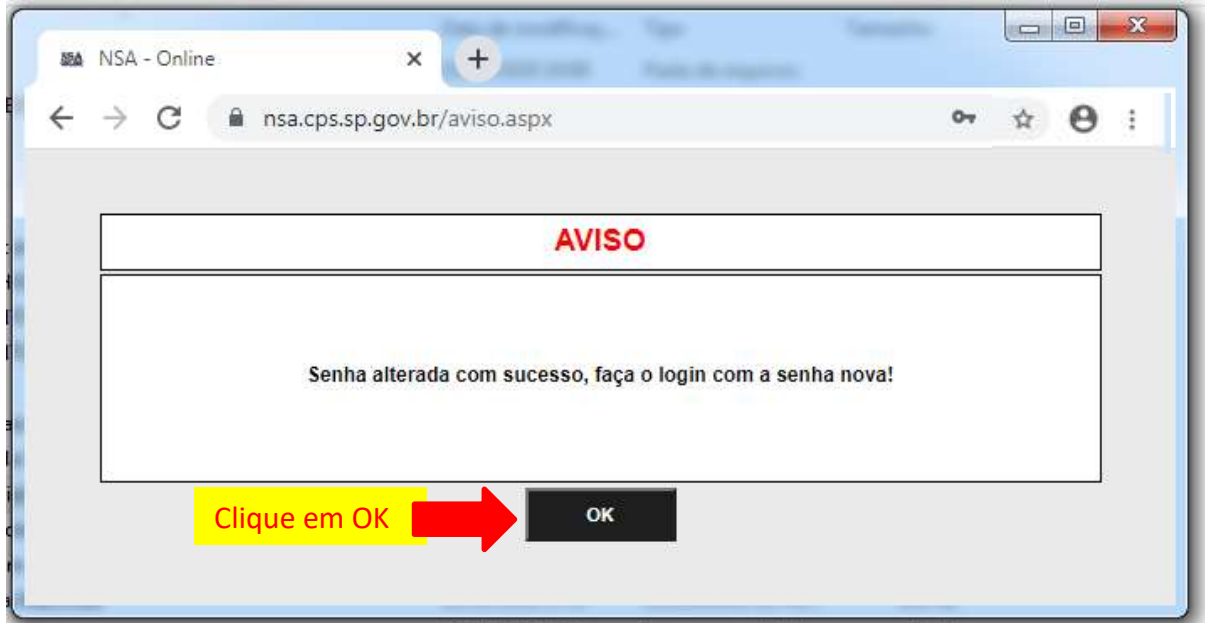 NSA - Online
nsa.cps.sp.gov.br/aviso.aspx
AVISO
Senha alterada com sucesso, faça o login com a senha nova!
Clique em OK
OK